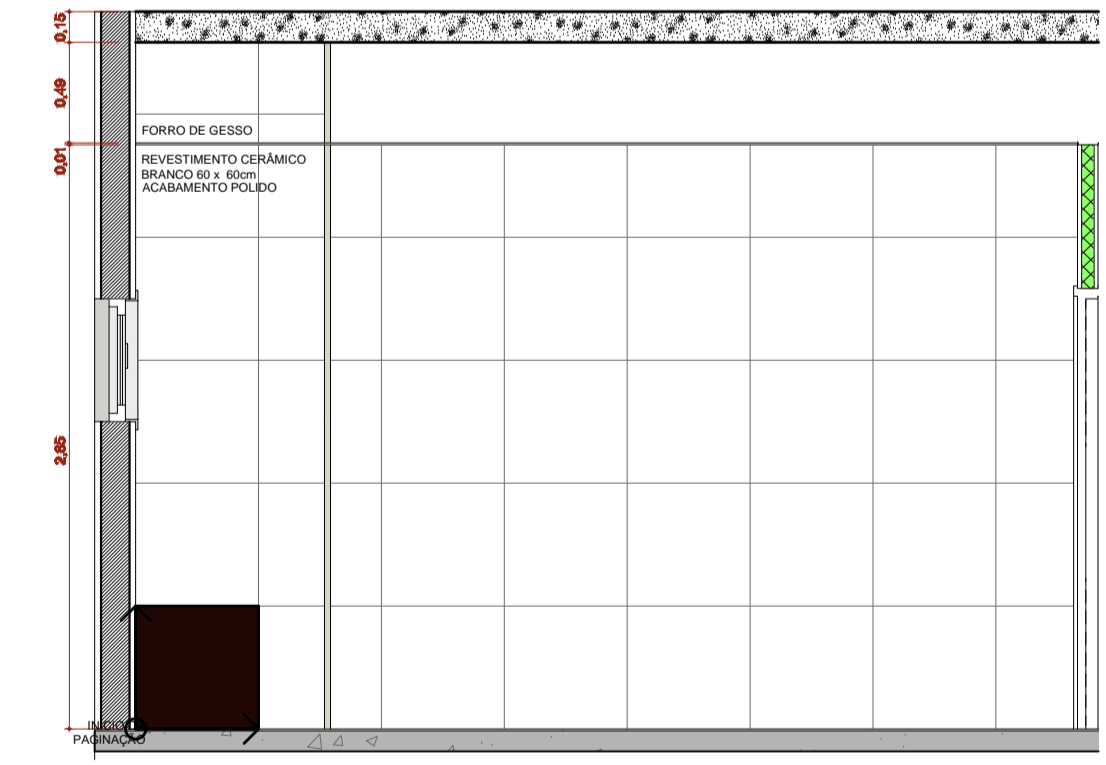 0,15
0,49
FORRO DE GESSO
0,01
REVESTIMENTO CERÂMICO
BRANCO 60 x 60cm
ACABAMENTO POLIDO
2,85
INÍCIO
PAGINAÇÃO